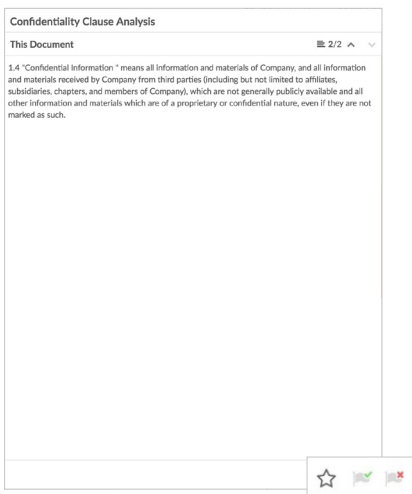 Confidentiality Clause Analysis
This Document 2/2
1.4 "Confidential Information " means all information and materials of Company, and all information
and materials received by Company from third parties (including but not limited to affiliates,
subsidiaries, chapters, and members of Company), which are not generally publicly available and all
other information and materials which are of a proprietary or confidential nature, even if they are not
marked as such.